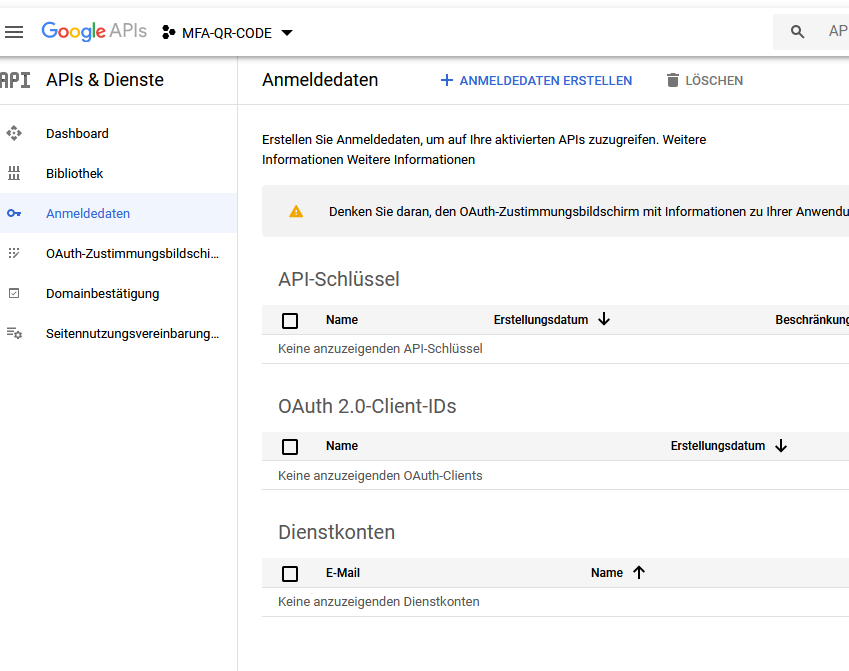 Google APIs MFA-QR-CODE AP
API APIs & Dienste
Anmeldedaten + ANMELDEDATEN ERSTELLEN LÖSCHEN
Dashboard
Bibliothek
Anmeldedaten
OAuth-Zustimmungsbildschi...
Domainbestätigung
Seitennutzungsvereinbarung...
Erstellen Sie Anmeldedaten, um auf Ihre aktivierten APIs zuzugreifen. Weitere
Informationen Weitere Informationen
Denken Sie daran, den OAuth-Zustimmungsbildschirm mit Informationen zu Ihrer Anwendu
API-Schlüssel
Name Erstellungsdatum Beschränkung
Keine anzuzeigenden API-Schlüssel
OAuth 2.0-Client-IDs
Name Erstellungsdatum
Keine anzuzeigenden OAuth-Clients
Dienstkonten
E-Mail Name
Keine anzuzeigenden Dienstkonten